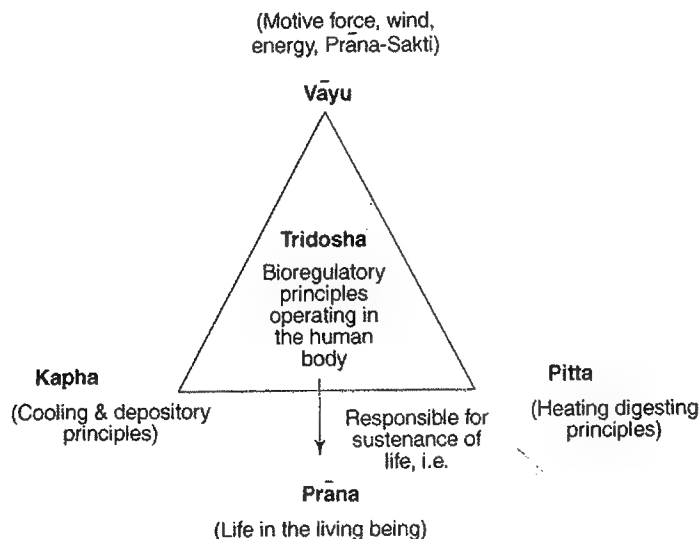 (Motive force, wind,
energy, Prāna-Sakti)
Vāyu
Tridosha
Bioregulatory
principles
operating in
the human
body
Kapha
(Cooling & depository
principles)
Pitta
(Heating digesting
principles)
Responsible for
sustenance of
life, i.e.
Prāna
(Life in the living being)